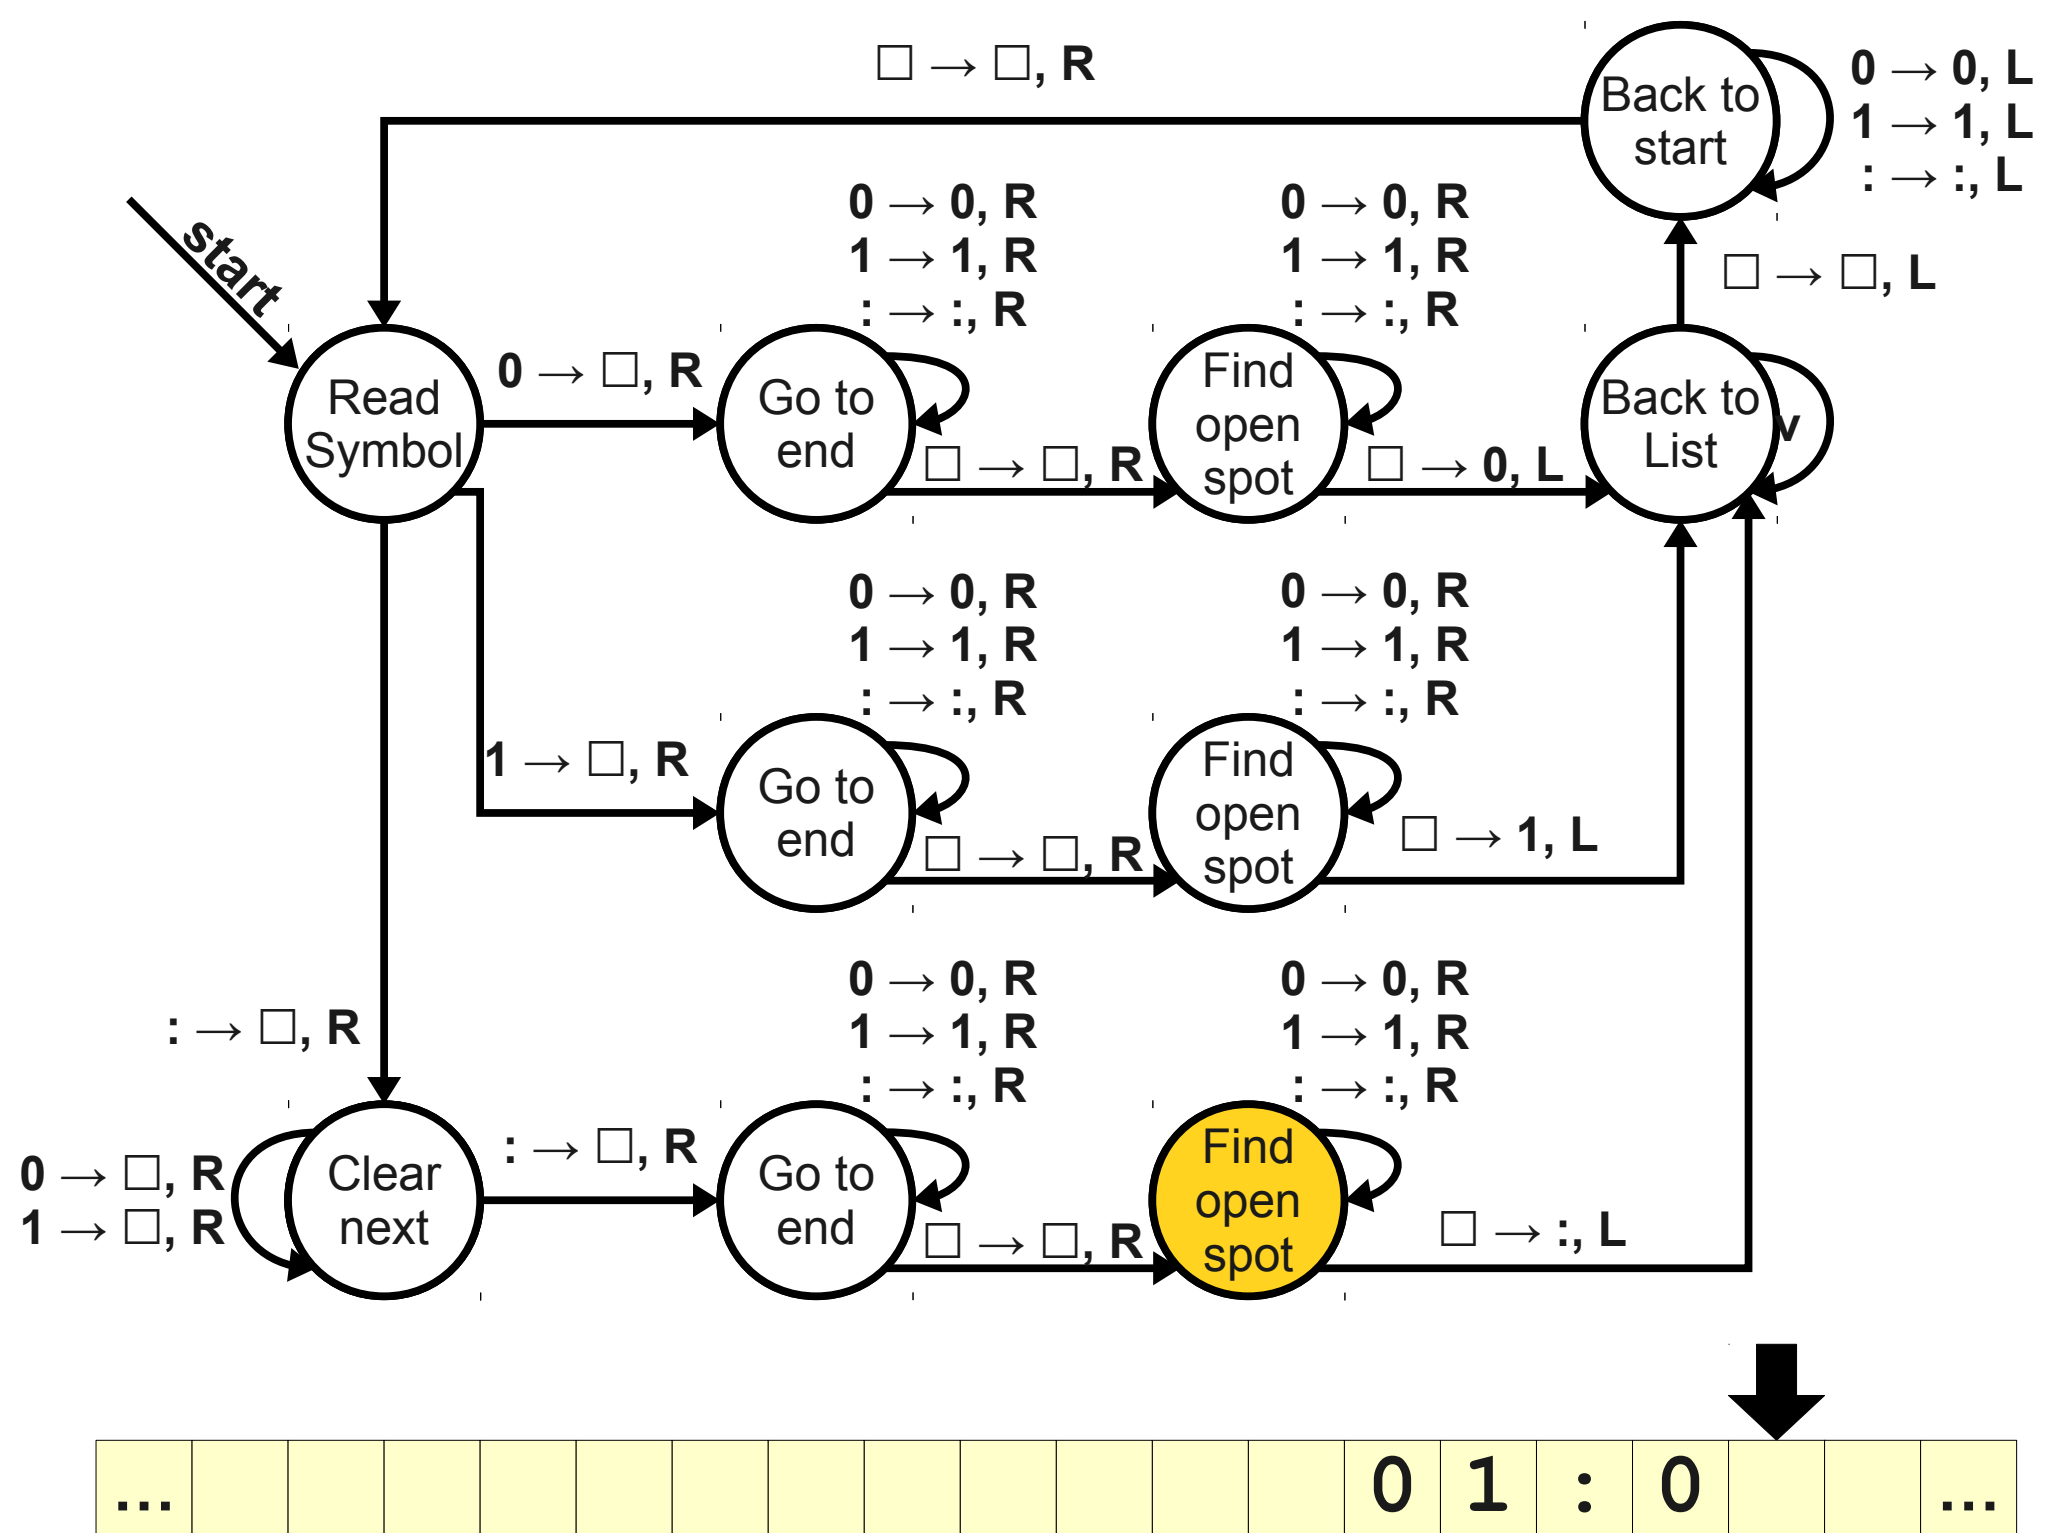 □ → □, R
Back to
start
0 → 0, L
1 → 1, L
: → :, L
start
0 → 0, R
1 → 1, R
: → :, R
0 → 0, R
1 → 1, R
: → :, R
□ → □, L
Read
Symbol
0 → □, R
Go to
end
□ → □, R
Find
open
spot
□ → 0, L
Back to
List
v
0 → 0, R
1 → 1, R
: → :, R
0 → 0, R
1 → 1, R
: → :, R
1 → □, R
Go to
end
□ → □, R
Find
open
spot
□ → 1, L
0 → 0, R
1 → 1, R
: → :, R
0 → 0, R
1 → 1, R
: → :, R
: → □, R
0 → □, R
1 → □, R
Clear
next
: → □, R
Go to
end
□ → □, R
Find
open
spot
□ → :, L
... 0 1 : 0 ...